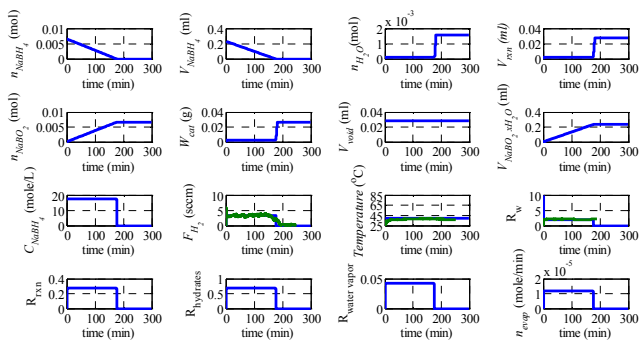 n_NaBH4 (mol)
0.01
0.005
0
0 100 200 300
time (min)
V_NaBH4 (ml)
0.4
0.2
0
0 100 200 300
time (min)
n_H2O (mol)
x 10^-3
2
1
0
0 100 200 300
time (min)
V_rxn (ml)
0.04
0.02
0
0 100 200 300
time (min)
n_NaBO2 (mol)
0.01
0.005
0
0 100 200 300
time (min)
W_cat (g)
0.04
0.02
0
0 100 200 300
time (min)
V_void (ml)
0.04
0.02
0
0 100 200 300
time (min)
V_NaBO2.xH2O (ml)
0.4
0.2
0
0 100 200 300
time (min)
C_NaBH4 (mole/L)
20
10
0
0 100 200 300
time (min)
F_H2 (sccm)
10
5
0
0 100 200 300
time (min)
Temperature (°C)
85
65
45
25
0 100 200 300
time (min)
R_w
10
5
0
0 100 200 300
time (min)
R_rxn
0.4
0.2
0
0 100 200 300
time (min)
R_hydrates
1
0.5
0
0 100 200 300
time (min)
R_water vapor
0.05
0
0 100 200 300
time (min)
n_evap (mole/min)
x 10^-5
2
1
0
0 100 200 300
time (min)